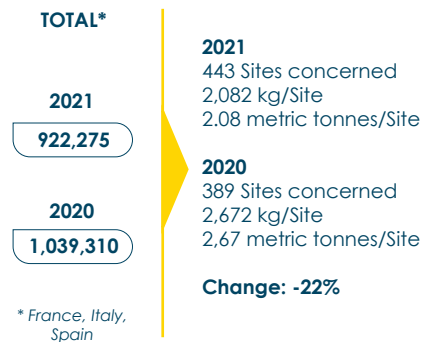 TOTAL*
2021
922,275
2020
1,039,310
* France, Italy,
Spain
2021
443 Sites concerned
2,082 kg/Site
2.08 metric tonnes/Site
2020
389 Sites concerned
2,672 kg/Site
2,67 metric tonnes/Site
Change: -22%